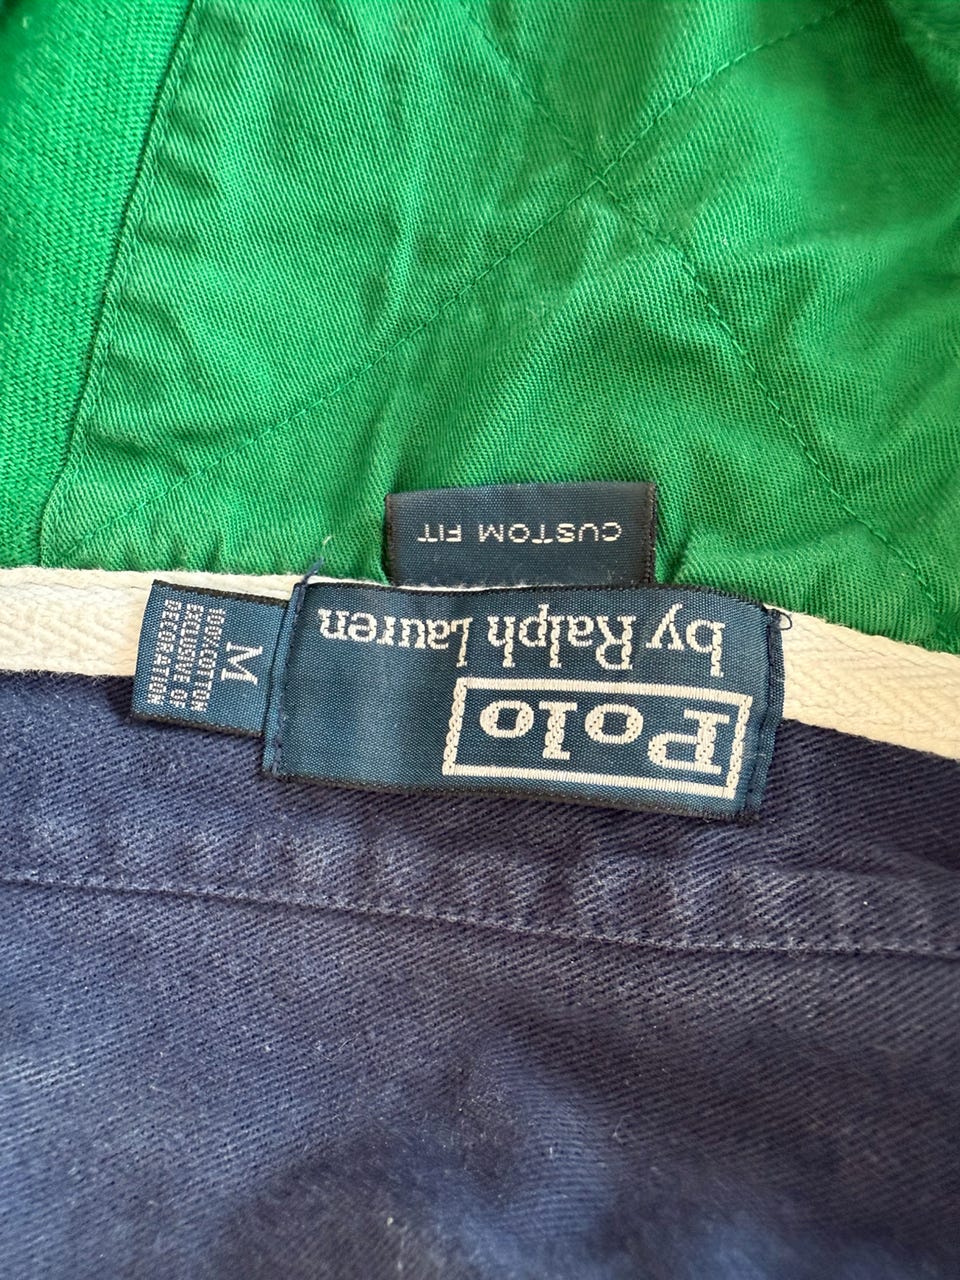 Polo
by Ralph Lauren
CUSTOM FIT
M
100% COTTON
EXCLUSIVE OF
DECORATION